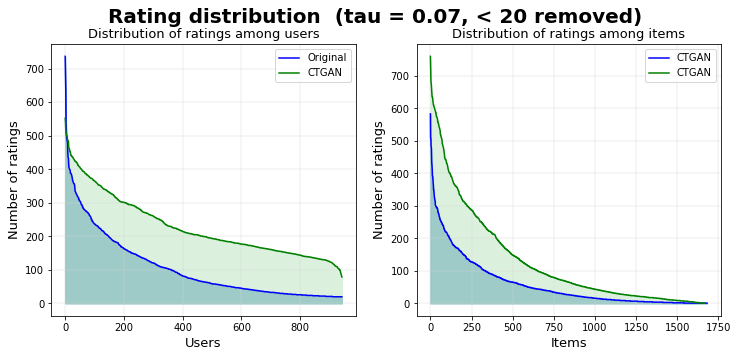 Rating distribution  (tau = 0.07, < 20 removed)
Distribution of ratings among users
Number of ratings
700
600
500
400
300
200
100
0
0 200 400 600 800
Users
Original
CTGAN
Distribution of ratings among items
Number of ratings
700
600
500
400
300
200
100
0
0 250 500 750 1000 1250 1500 1750
Items
CTGAN
CTGAN